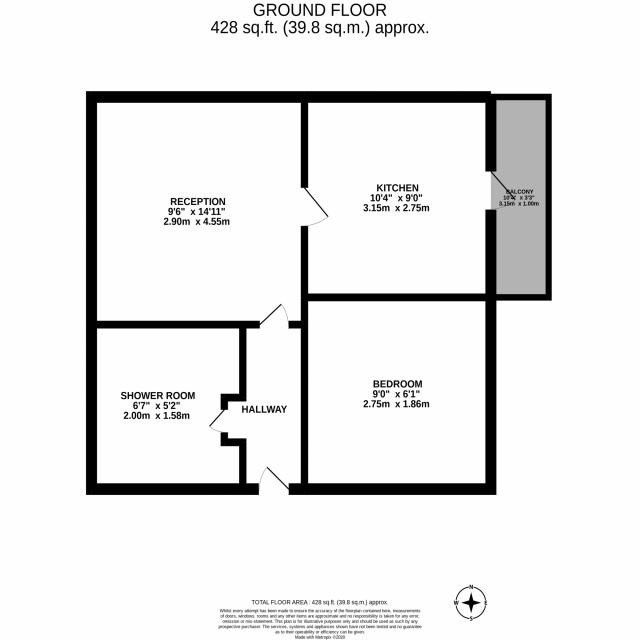 GROUND FLOOR
428 sq.ft. (39.8 sq.m.) approx.
RECEPTION
9'6" x 14'11"
2.90m x 4.55m
KITCHEN
10'4" x 9'0"
3.15m x 2.75m
BALCONY
10'4" x 3'3"
3.15m x 1.00m
SHOWER ROOM
6'7" x 5'2"
2.00m x 1.58m
HALLWAY
BEDROOM
9'0" x 6'1"
2.75m x 1.86m
TOTAL FLOOR AREA : 428 sq.ft. (39.8 sq.m.) approx.
Whilst every attempt has been made to ensure the accuracy of the floorplan contained here, measurements
of doors, windows, rooms and any other items are approximate and no responsibility is taken for any error,
omission or mis-statement. This plan is for illustrative purposes only and should be used as such by any
prospective purchaser. The services, systems and appliances shown have not been tested and no guarantee
as to their operability or efficiency can be given.
Made with Metropix ©2020
N
W E
S